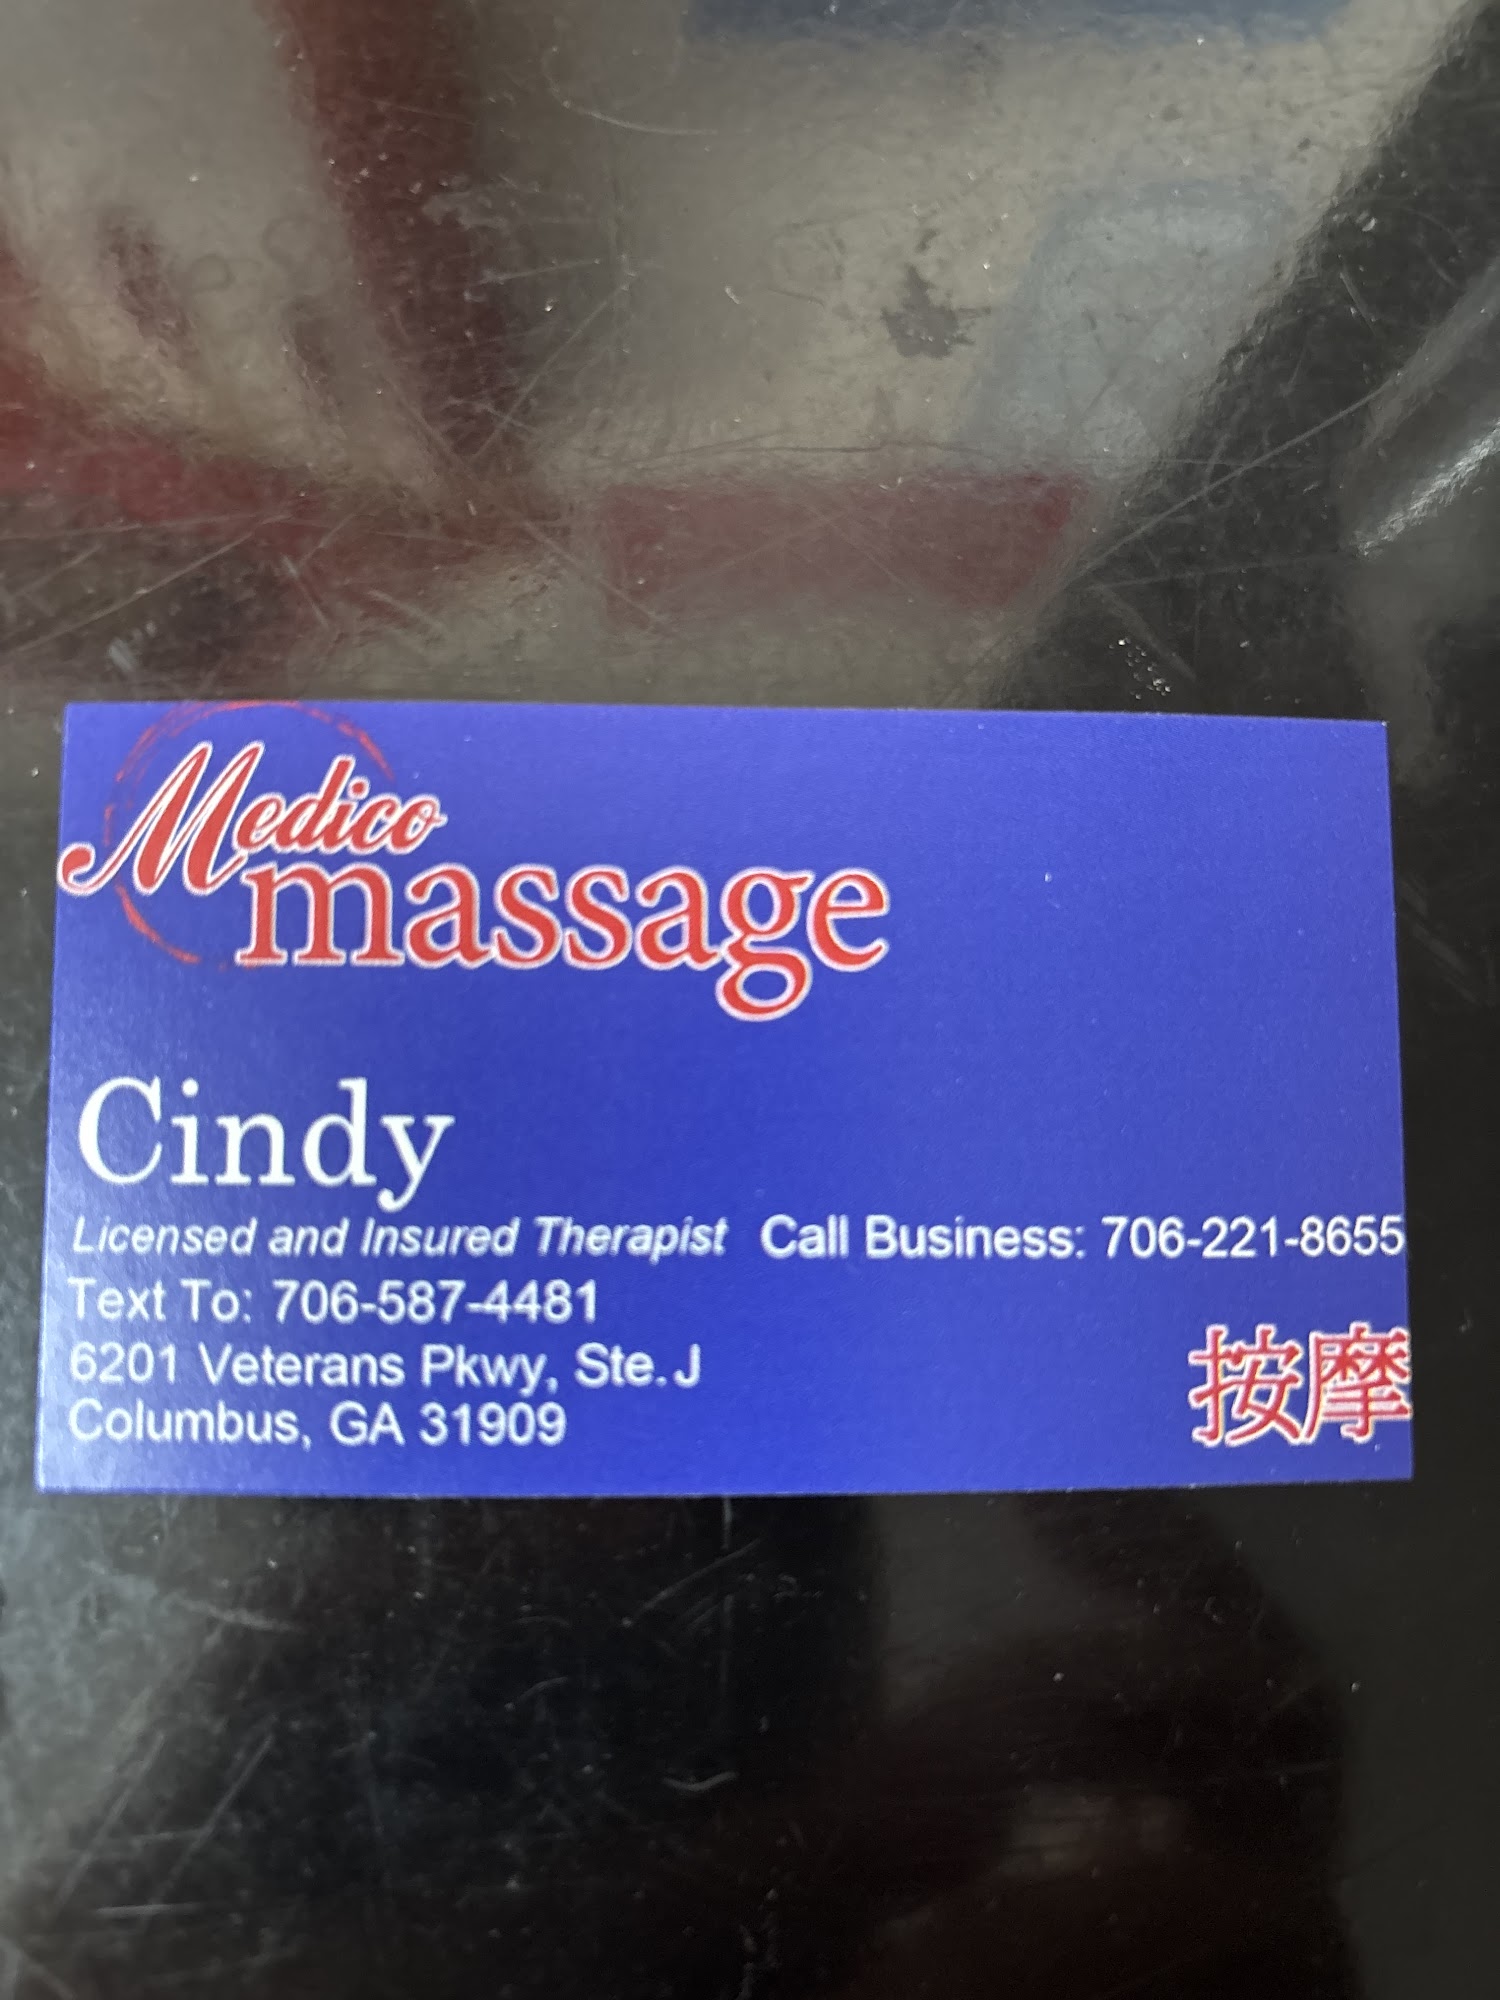 Medico
massage
Cindy
Licensed and Insured Therapist Call Business: 706-221-8655
Text To: 706-587-4481
6201 Veterans Pkwy, Ste. J
Columbus, GA 31909
按摩